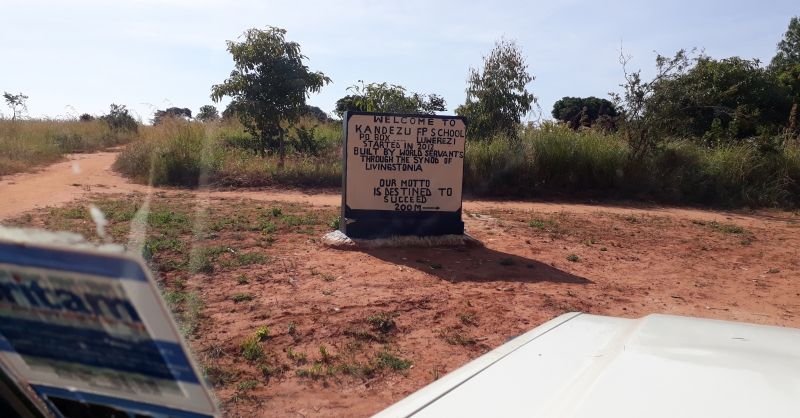 WELCOME TO
KANDEZU FP SCHOOL
PO BOX LUWEREZI
STARTED IN
BUILT BY WORLD SERVANTS
THROUGH THE SYNOD OF
LIVINGSTONIA
OUR MOTTO
IS DESTINED TO
SUCCEED
200M